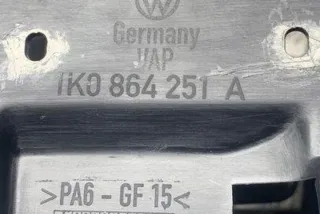 Germany
VAP
1K0 864 251 A
>PA6-GF 15<